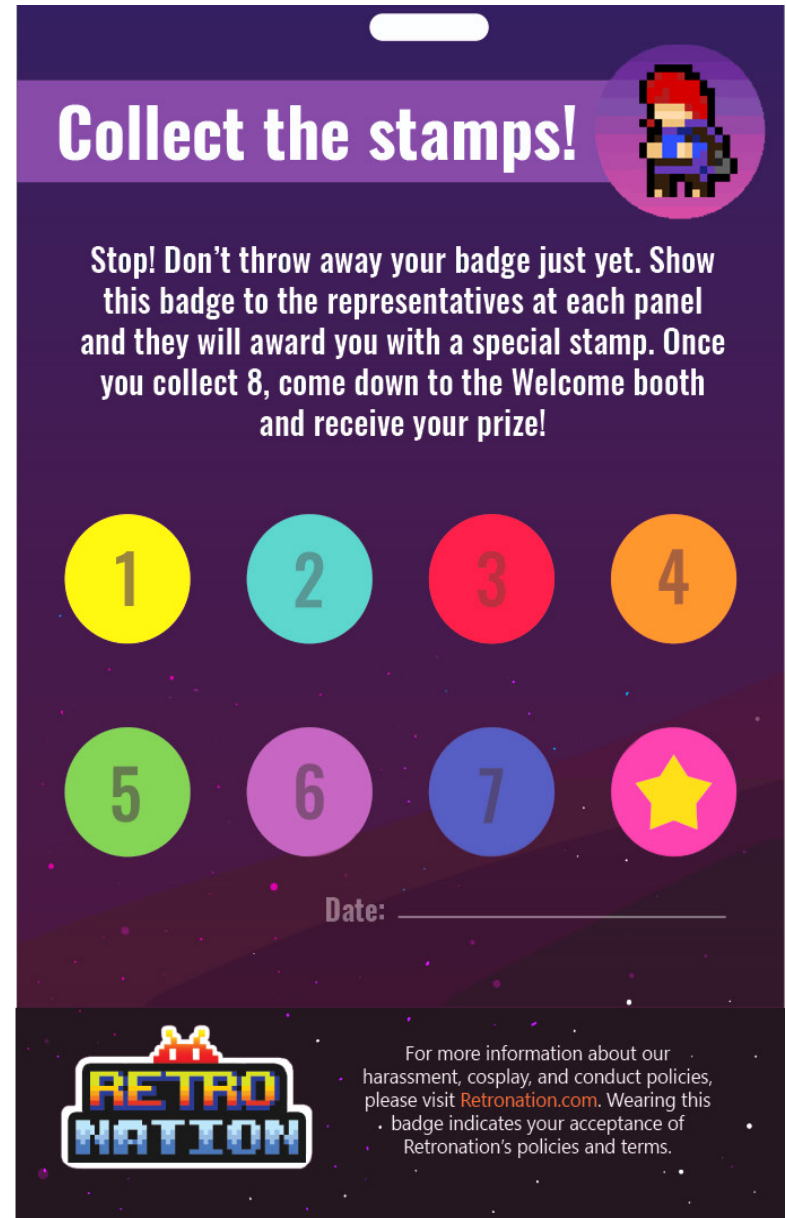 Collect the stamps!
Stop! Don’t throw away your badge just yet. Show
this badge to the representatives at each panel
and they will award you with a special stamp. Once
you collect 8, come down to the Welcome booth
and receive your prize!
1 2 3 4
5 6 7
Date:
RETRO
NATION
For more information about our
harassment, cosplay, and conduct policies,
please visit Retronation.com. Wearing this
badge indicates your acceptance of
Retronation’s policies and terms.